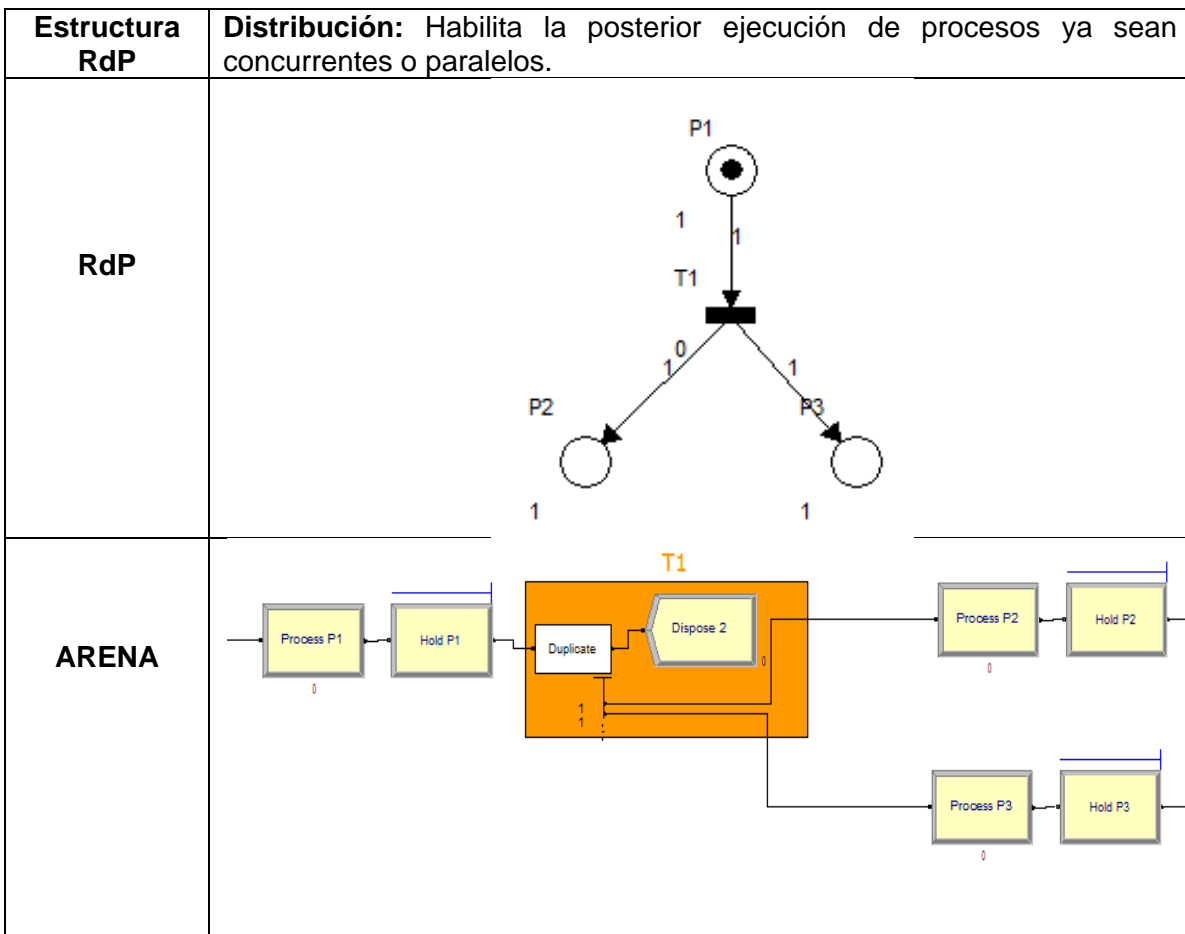 Estructura
RdP
Distribución: Habilita la posterior ejecución de procesos ya sean
concurrentes o paralelos.
RdP
P1
1
1
T1
0
1
1
P2
P3
1
1
ARENA
T1
Process P1
0
Hold P1
Duplicate
Dispose 2
0
1
1
Process P2
0
Hold P2
Process P3
0
Hold P3